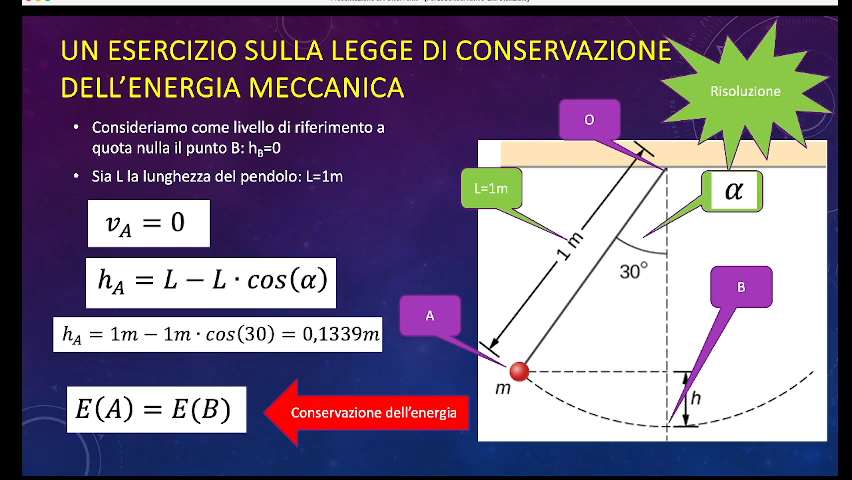 UN ESERCIZIO SULLA LEGGE DI CONSERVAZIONE
DELL'ENERGIA MECCANICA
Risoluzione
• Consideriamo come livello di riferimento a
quota nulla il punto B: h_B=0
• Sia L la lunghezza del pendolo: L=1m
v_A = 0
h_A = L − L · cos(α)
h_A = 1m − 1m · cos(30) = 0,1339m
E(A) = E(B)
Conservazione dell'energia
O
L=1m
α
1 m
30°
B
A
m
h